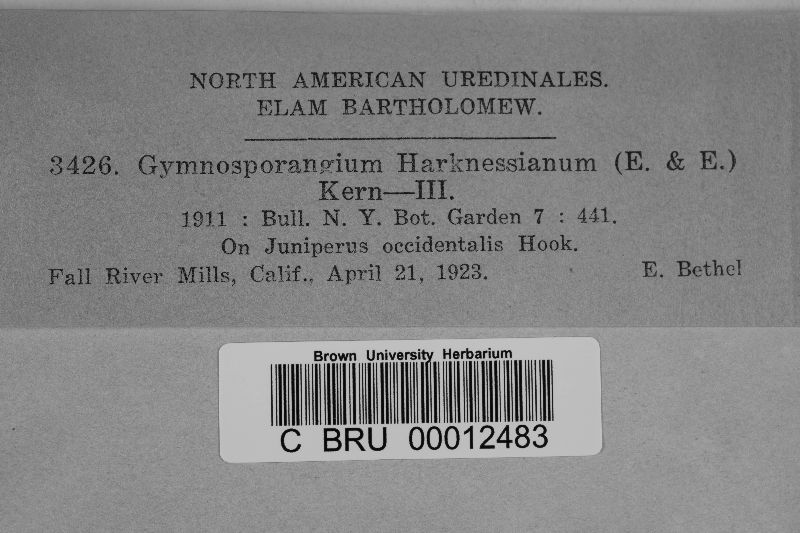 NORTH AMERICAN UREDINALES.
ELAM BARTHOLOMEW.
3426. Gymnosporangium Harknessianum (E. & E.)
Kern—III.
1911 : Bull. N. Y. Bot. Garden 7 : 441.
On Juniperus occidentalis Hook.
Fall River Mills, Calif., April 21, 1923. E. Bethel
Brown University Herbarium
C BRU 00012483